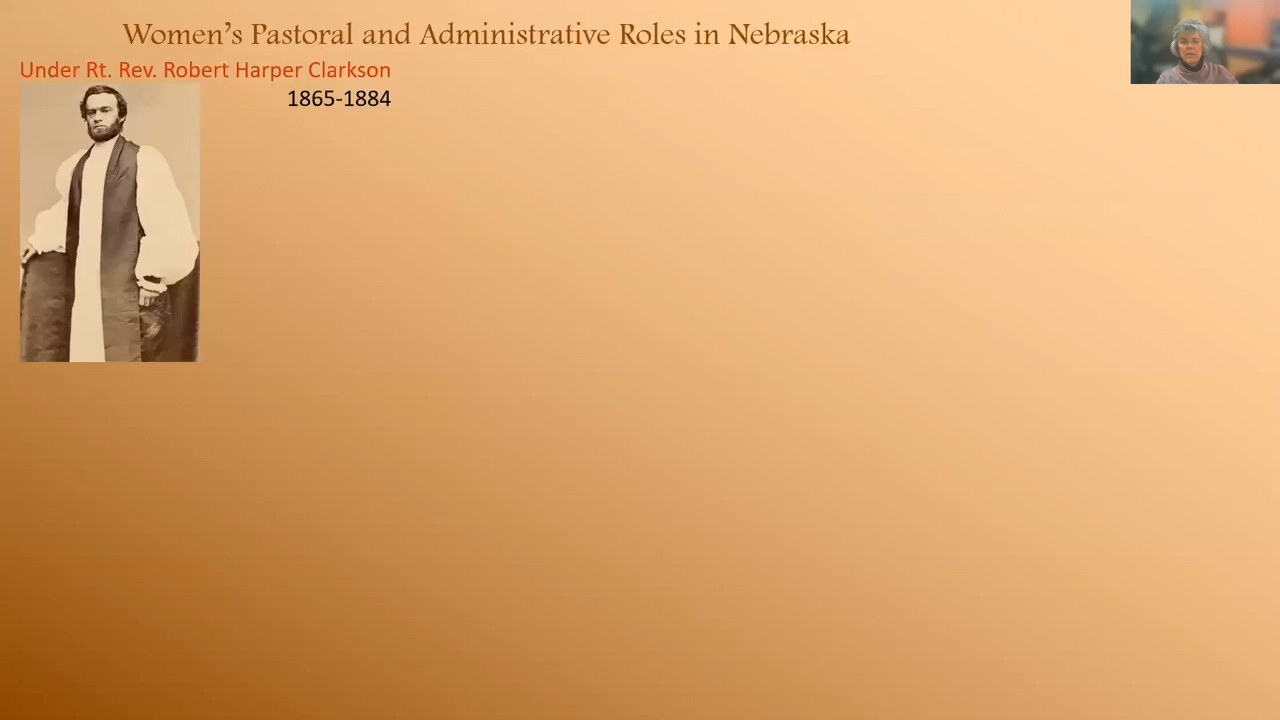 Women’s Pastoral and Administrative Roles in Nebraska
Under Rt. Rev. Robert Harper Clarkson
1865-1884